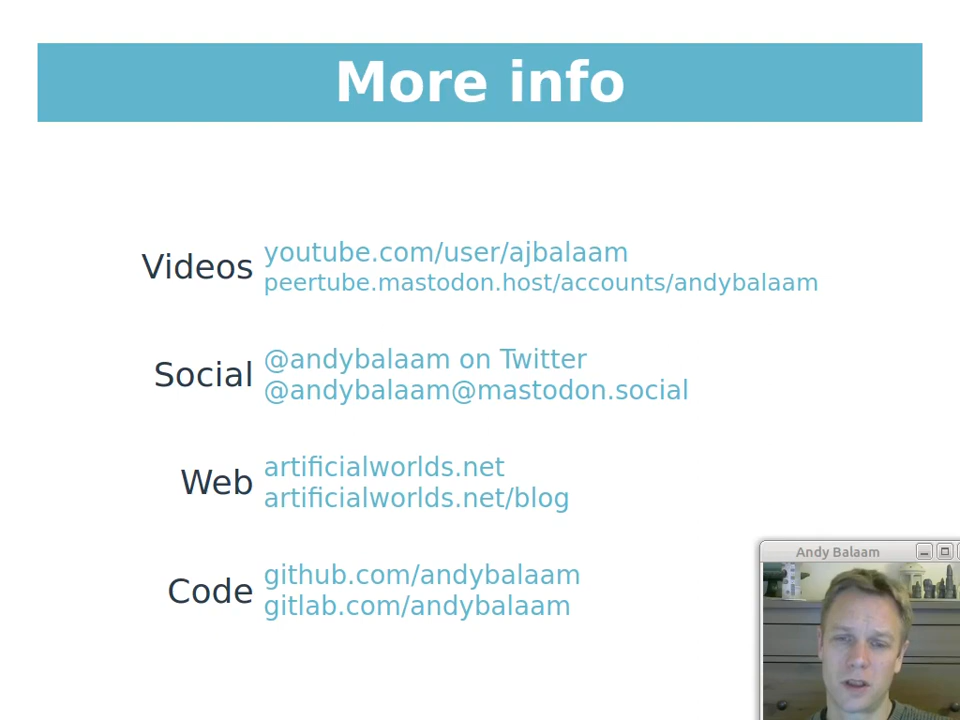 More info
Videos
youtube.com/user/ajbalaam
peertube.mastodon.host/accounts/andybalaam
Social
@andybalaam on Twitter
@andybalaam@mastodon.social
Web
artificialworlds.net
artificialworlds.net/blog
Code
github.com/andybalaam
gitlab.com/andybalaam
Andy Balaam